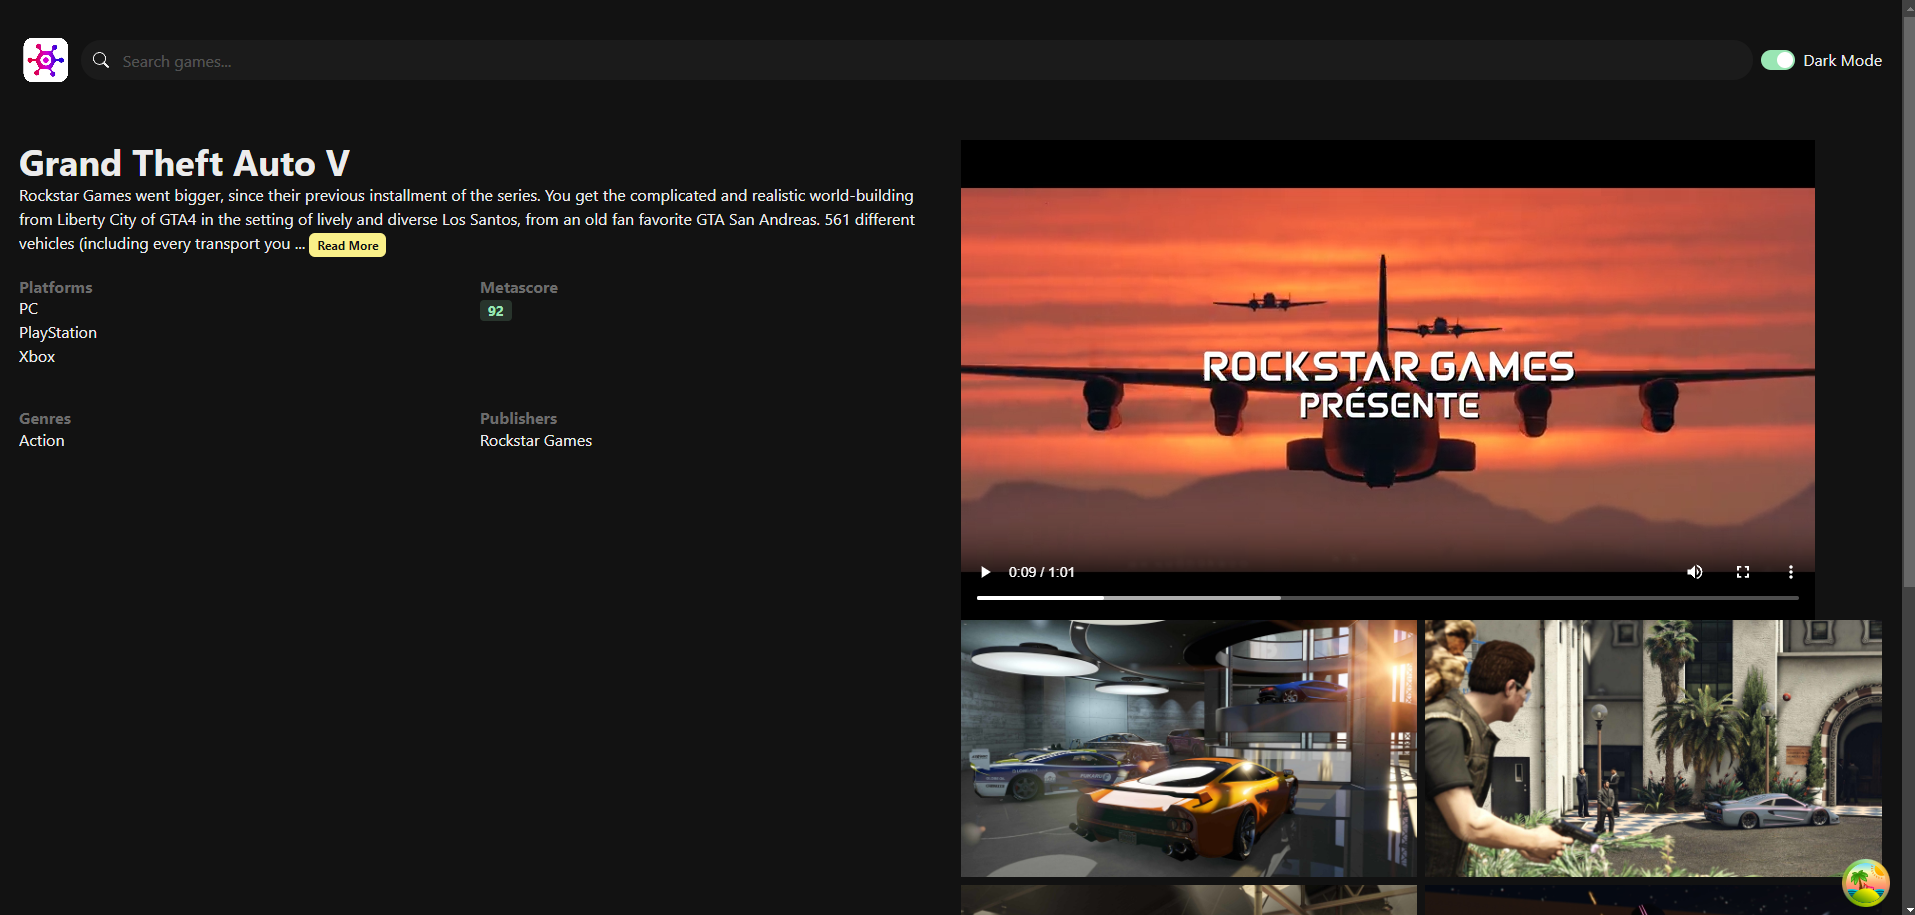 Search games...
Dark Mode
Grand Theft Auto V
Rockstar Games went bigger, since their previous installment of the series. You get the complicated and realistic world-building
from Liberty City of GTA4 in the setting of lively and diverse Los Santos, from an old fan favorite GTA San Andreas. 561 different
vehicles (including every transport you ... Read More
Platforms
PC
PlayStation
Xbox
Metascore
92
Genres
Action
Publishers
Rockstar Games
ROCKSTAR GAMES
PRÉSENTE
0:09 / 1:01